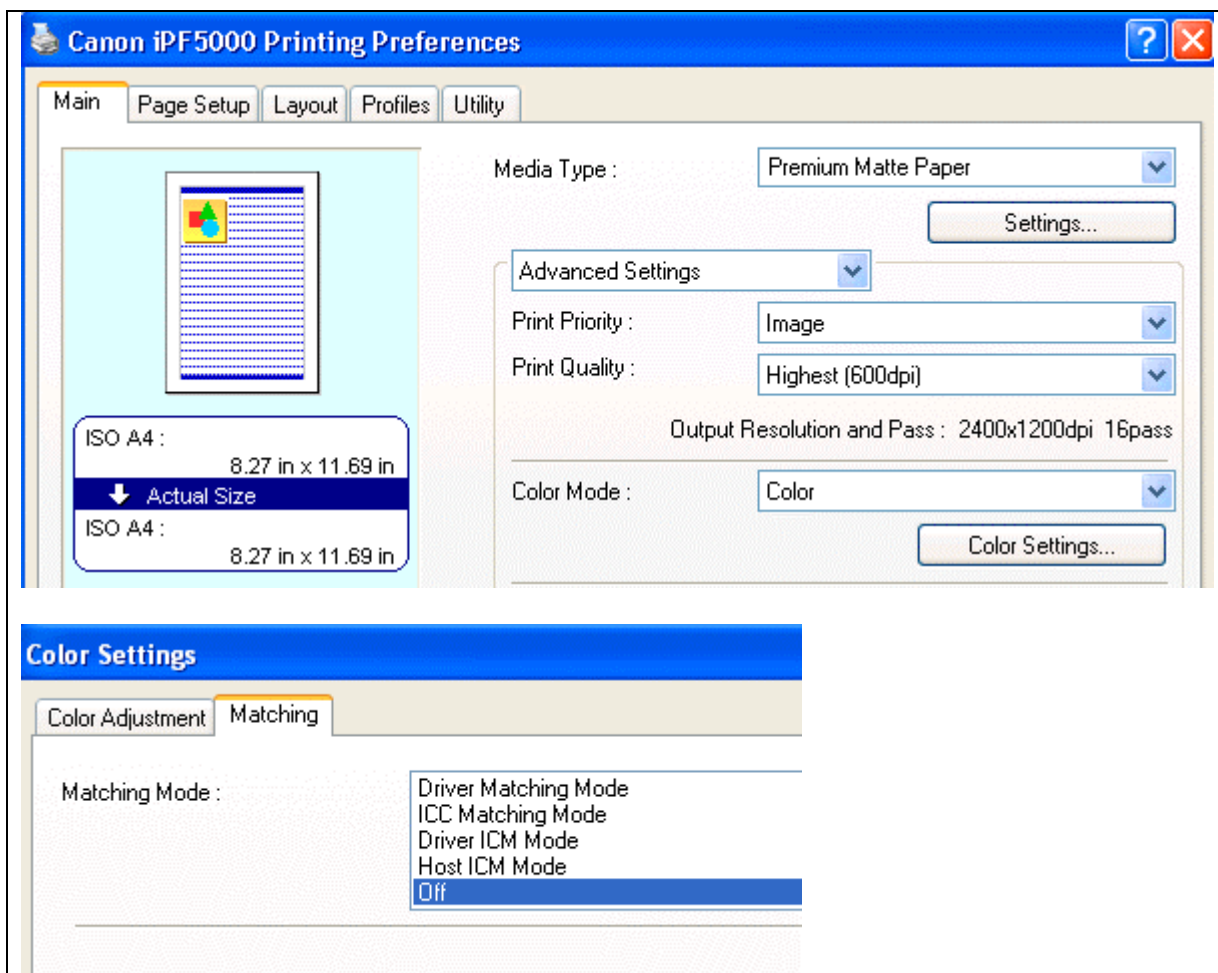 Canon iPF5000 Printing Preferences
Main Page Setup Layout Profiles Utility
Media Type : Premium Matte Paper
Settings...
Advanced Settings
Print Priority : Image
Print Quality : Highest (600dpi)
Output Resolution and Pass : 2400x1200dpi 16pass
Color Mode : Color
Color Settings...
ISO A4 :
8.27 in x 11.69 in
Actual Size
ISO A4 :
8.27 in x 11.69 in
Color Settings
Color Adjustment Matching
Matching Mode : Driver Matching Mode
ICC Matching Mode
Driver ICM Mode
Host ICM Mode
Off